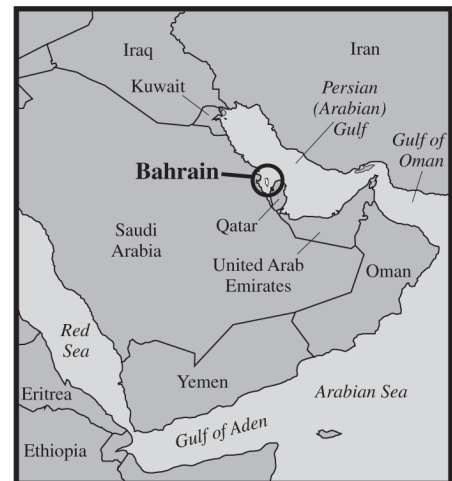 Iraq
Iran
Kuwait
Persian
(Arabian)
Gulf
Gulf of
Oman
Bahrain
Qatar
Saudi
Arabia
United Arab
Emirates
Oman
Red
Sea
Yemen
Arabian Sea
Eritrea
Gulf of Aden
Ethiopia